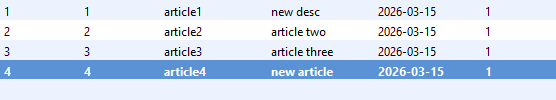 1 1 article1 new desc 2026-03-15 1
2 2 article2 article two 2026-03-15 1
3 3 article3 article three 2026-03-15 1
4 4 article4 new article 2026-03-15 1